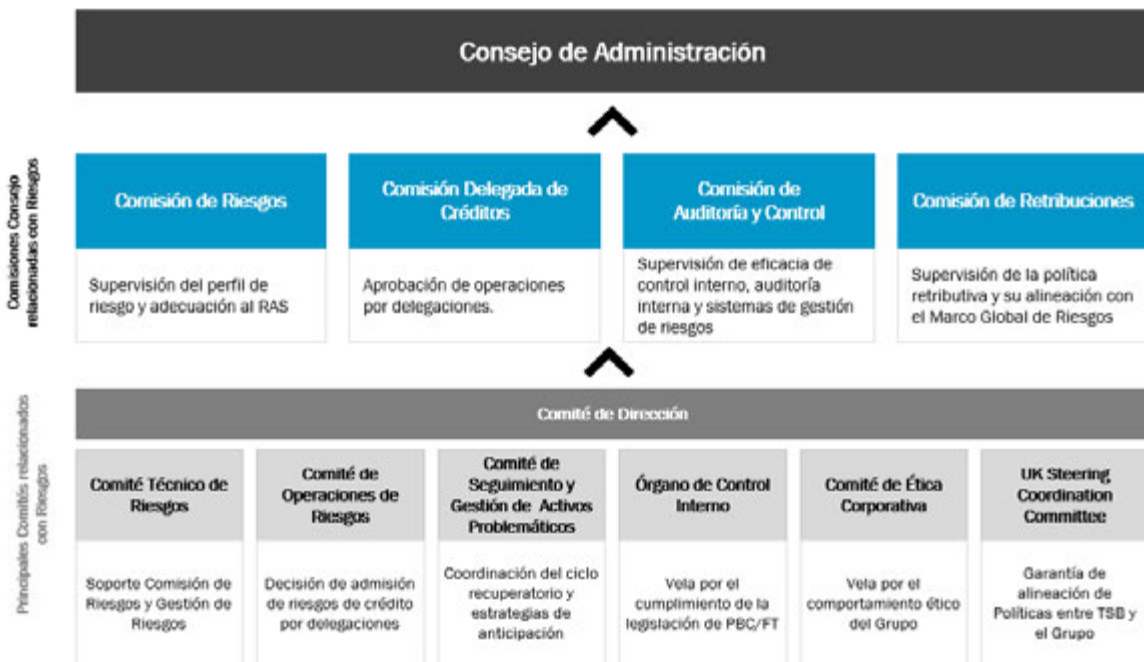 Consejo de Administración
Comisiones Consejo
relacionadas con Riesgos
Comisión de Riesgos
Supervisión del perfil de
riesgo y adecuación al RAS
Comisión Delegada de
Créditos
Aprobación de operaciones
por delegaciones.
Comisión de
Auditoría y Control
Supervisión de eficacia de
control interno, auditoría
interna y sistemas de gestión
de riesgos
Comisión de Retribuciones
Supervisión de la política
retributiva y su alineación con
el Marco Global de Riesgos
Principales Comités relacionados
con Riesgos
Comité de Dirección
Comité Técnico de
Riesgos
Soporte Comisión de
Riesgos y Gestión de
Riesgos
Comité de
Operaciones de
Riesgos
Decisión de admisión
de riesgos de crédito
por delegaciones
Comité de
Seguimiento y
Gestión de Activos
Problemáticos
Coordinación del ciclo
recuperatorio y
estrategias de
anticipación
Órgano de Control
Interno
Vela por el
cumplimiento de la
legislación de PBC/FT
Comité de Ética
Corporativa
Vela por el
comportamiento ético
del Grupo
UK Steering
Coordination
Committee
Garantía de
alineación de
Políticas entre TSB y
el Grupo